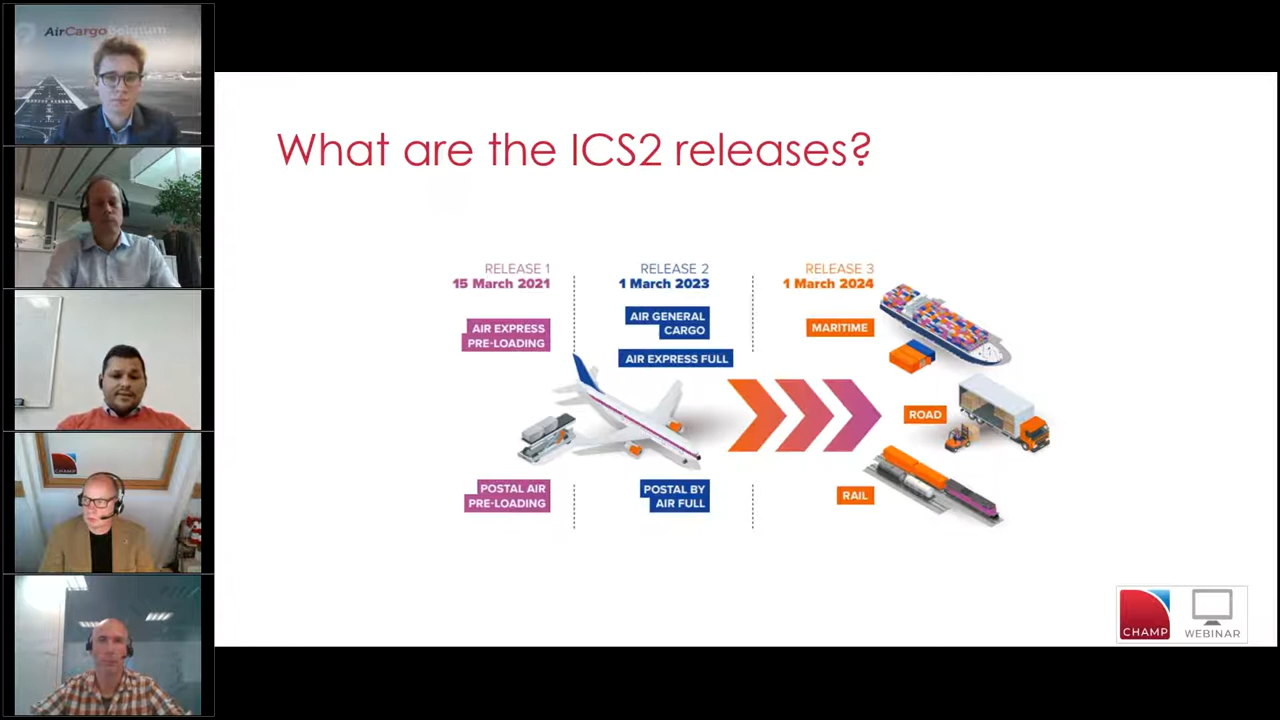 AirCargo Belgium
What are the ICS2 releases?
RELEASE 1
15 March 2021
AIR EXPRESS
PRE-LOADING
POSTAL AIR
PRE-LOADING
RELEASE 2
1 March 2023
AIR GENERAL
CARGO
AIR EXPRESS FULL
POSTAL BY
AIR FULL
RELEASE 3
1 March 2024
MARITIME
ROAD
RAIL
CHAMP
CHAMP
WEBINAR